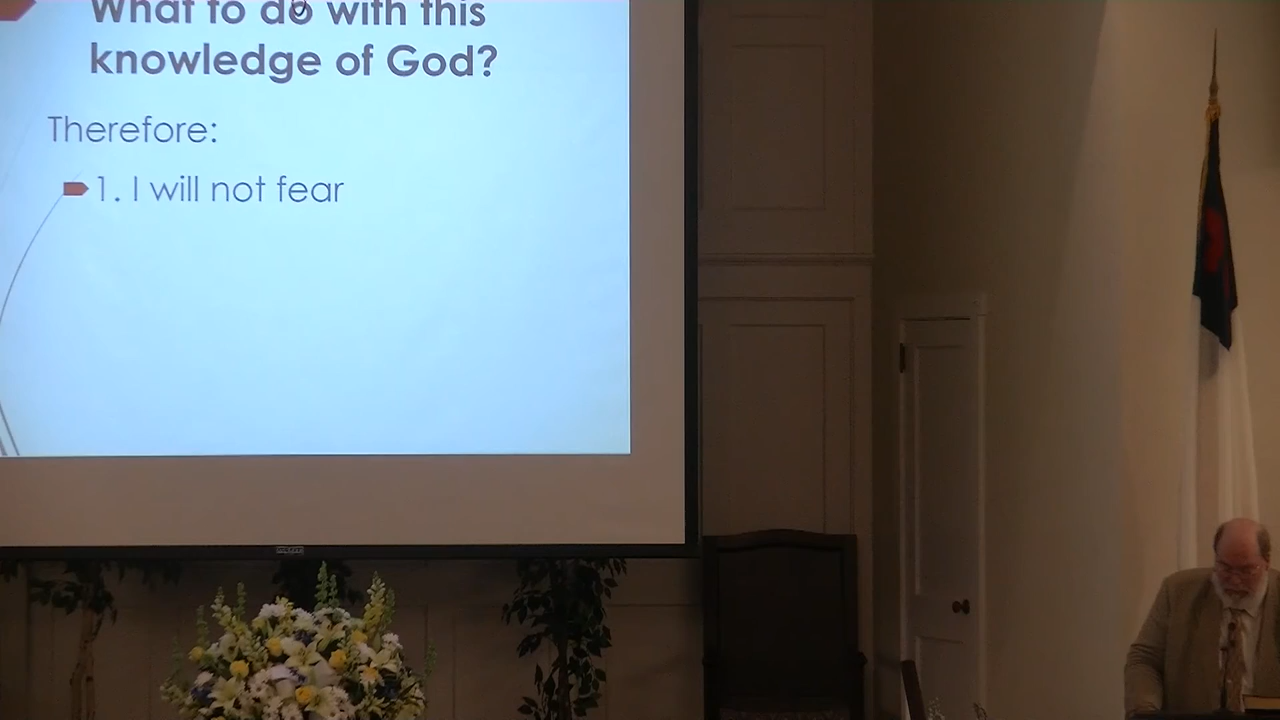 What to do with this
knowledge of God?
Therefore:
1. I will not fear